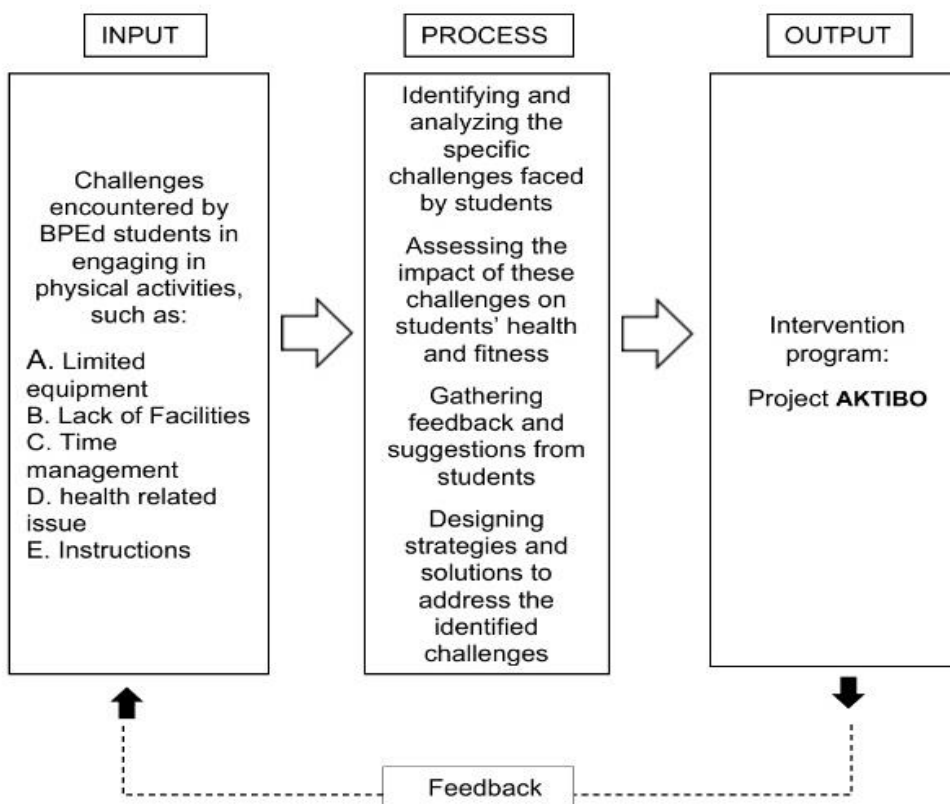 INPUT
Challenges
encountered by
BPEd students in
engaging in
physical activities,
such as:
A. Limited
equipment
B. Lack of Facilities
C. Time
management
D. health related
issue
E. Instructions
PROCESS
Identifying and
analyzing the
specific
challenges faced
by students
Assessing the
impact of these
challenges on
students’ health
and fitness
Gathering
feedback and
suggestions from
students
Designing
strategies and
solutions to
address the
identified
challenges
OUTPUT
Intervention
program:
Project AKTIBO
Feedback